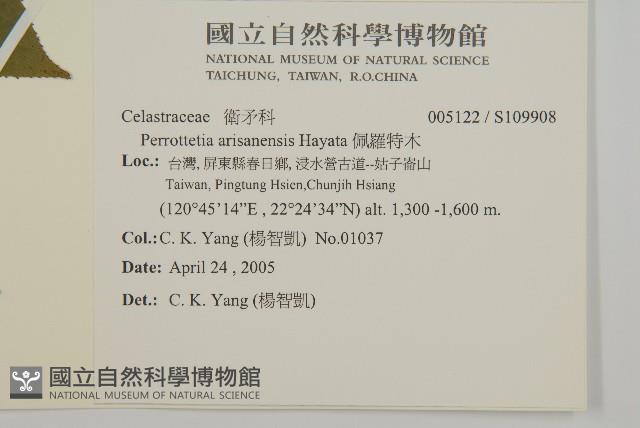 國立自然科學博物館
NATIONAL MUSEUM OF NATURAL SCIENCE
TAICHUNG, TAIWAN, R.O.CHINA
Celastraceae 衛矛科 005122 / S109908
Perrottetia arisanensis Hayata 佩羅特木
Loc.: 台灣, 屏東縣春日鄉, 浸水營古道--姑子崙山
Taiwan, Pingtung Hsien,Chunjih Hsiang
(120°45’14”E , 22°24’34”N) alt. 1,300 -1,600 m.
Col.: C. K. Yang (楊智凱) No.01037
Date: April 24 , 2005
Det.: C. K. Yang (楊智凱)
國立自然科學博物館
NATIONAL MUSEUM OF NATURAL SCIENCE